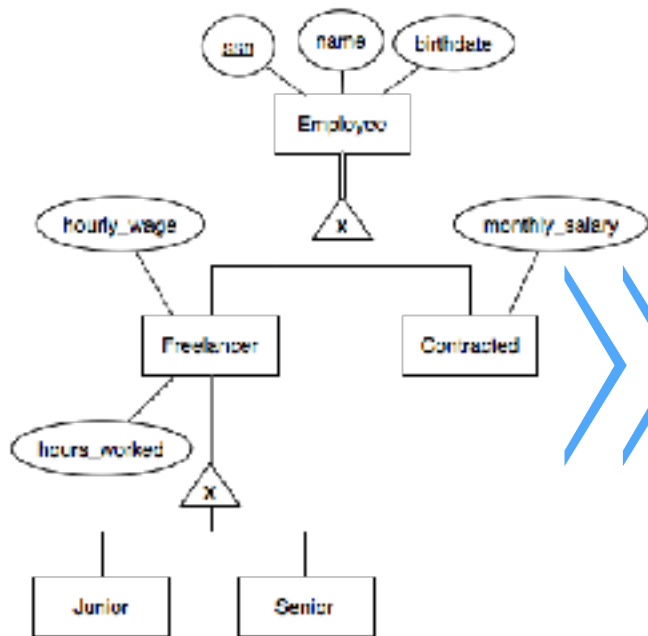 ssn
name
birthdate
Employee
x
hourly_wage
monthly_salary
Freelancer
Contracted
hours_worked
x
Junior
Senior